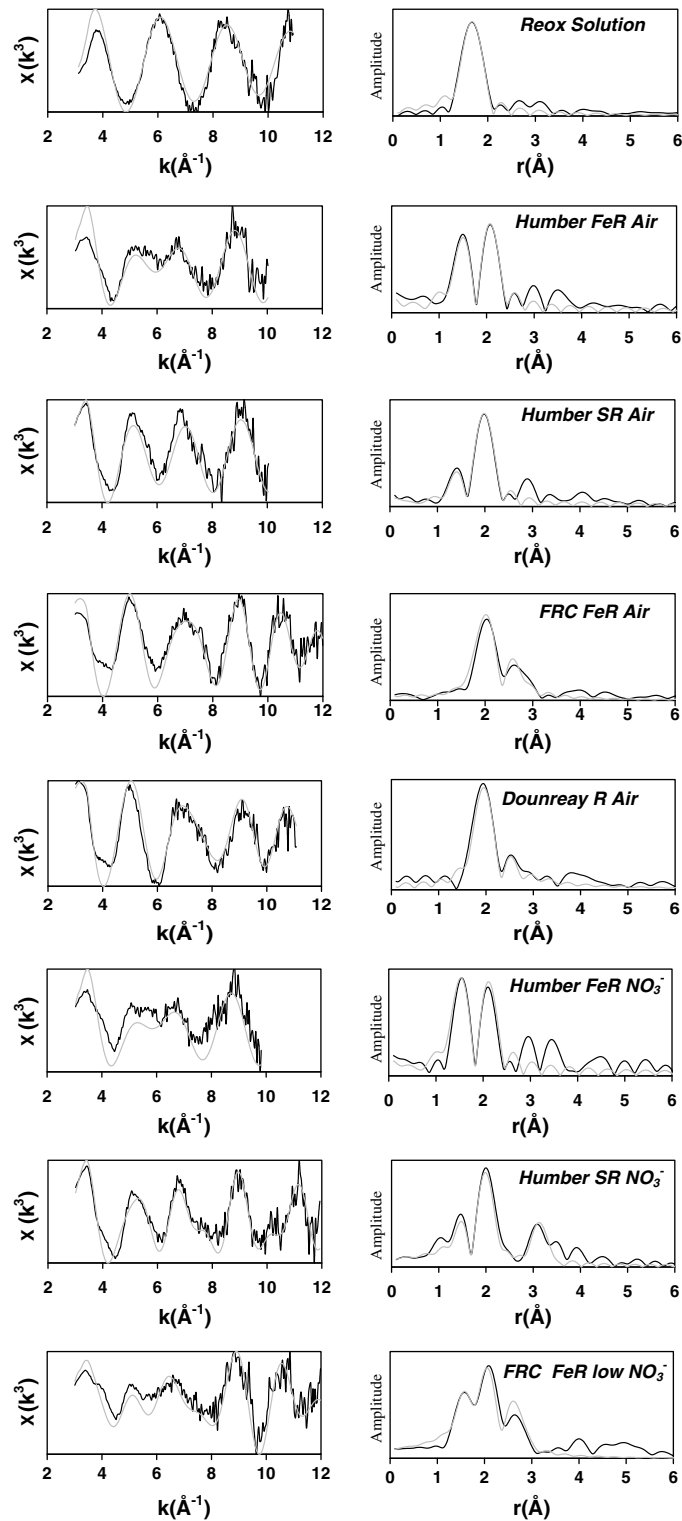 χ(k³)
2 4 6 8 10 12
k(Å⁻¹)
Amplitude
Reox Solution
0 1 2 3 4 5 6
r(Å)
χ(k³)
2 4 6 8 10 12
k(Å⁻¹)
Amplitude
Humber FeR Air
0 1 2 3 4 5 6
r(Å)
χ(k³)
2 4 6 8 10 12
k(Å⁻¹)
Amplitude
Humber SR Air
0 1 2 3 4 5 6
r(Å)
χ(k³)
2 4 6 8 10 12
k(Å⁻¹)
Amplitude
FRC FeR Air
0 1 2 3 4 5 6
r(Å)
χ(k³)
2 4 6 8 10 12
k(Å⁻¹)
Amplitude
Dounreay R Air
0 1 2 3 4 5 6
r(Å)
χ(k³)
2 4 6 8 10 12
k(Å⁻¹)
Amplitude
Humber FeR NO₃⁻
0 1 2 3 4 5 6
r(Å)
χ(k³)
2 4 6 8 10 12
k(Å⁻¹)
Amplitude
Humber SR NO₃⁻
0 1 2 3 4 5 6
r(Å)
χ(k³)
2 4 6 8 10 12
k(Å⁻¹)
Amplitude
FRC FeR low NO₃⁻
0 1 2 3 4 5 6
r(Å)